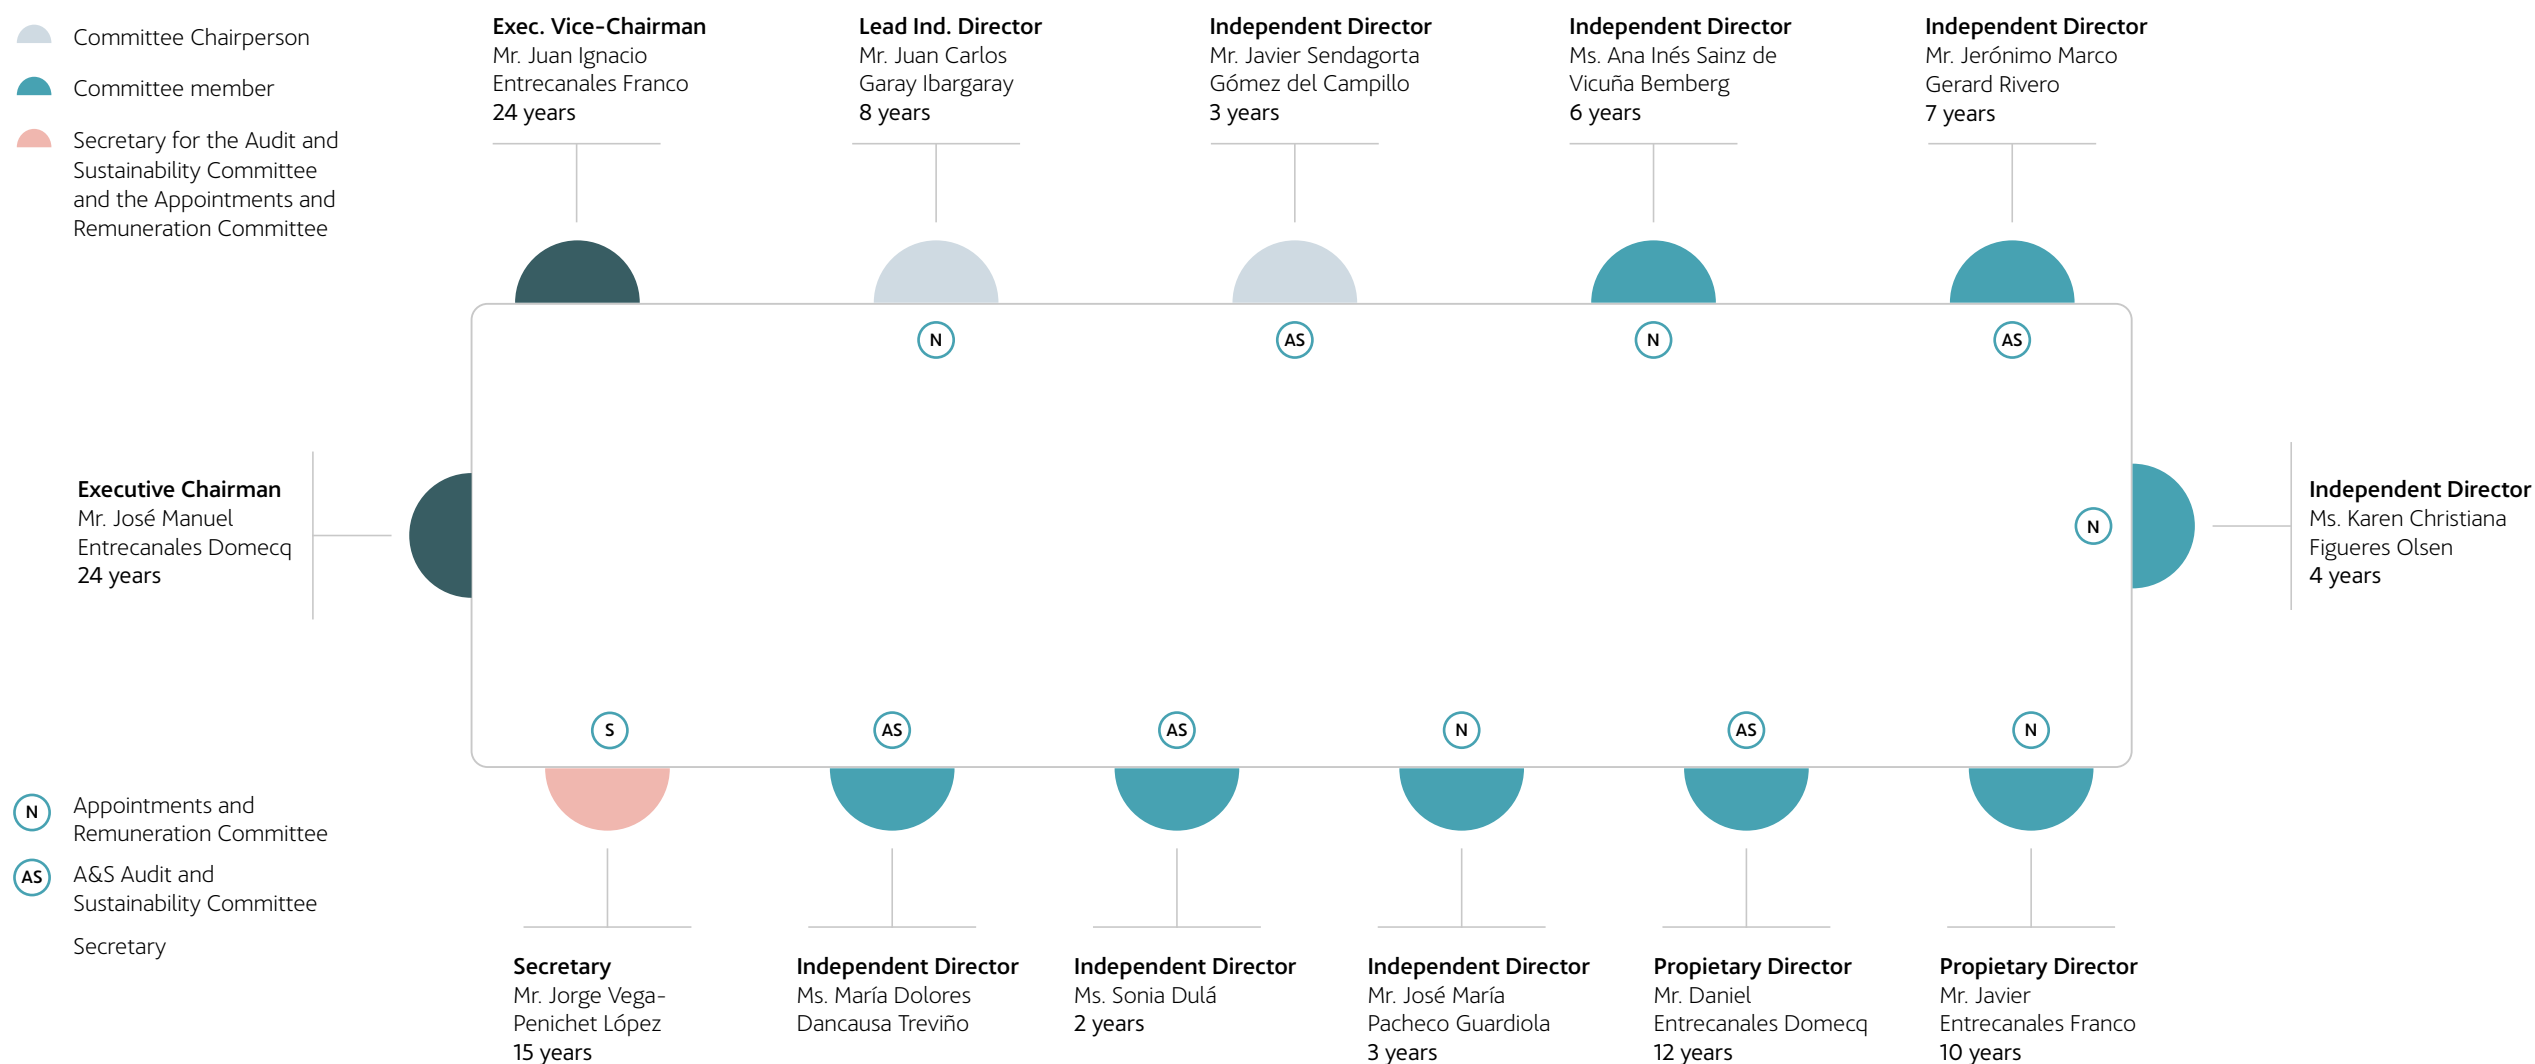 Committee Chairperson
Committee member
Secretary for the Audit and
Sustainability Committee
and the Appointments and
Remuneration Committee
Exec. Vice-Chairman
Mr. Juan Ignacio
Entrecanales Franco
24 years
Lead Ind. Director
Mr. Juan Carlos
Garay Ibargaray
8 years
Independent Director
Mr. Javier Sendagorta
Gómez del Campillo
3 years
Independent Director
Ms. Ana Inés Sainz de
Vicuña Bemberg
6 years
Independent Director
Mr. Jerónimo Marco
Gerard Rivero
7 years
N
AS
N
AS
Executive Chairman
Mr. José Manuel
Entrecanales Domecq
24 years
N
Independent Director
Ms. Karen Christiana
Figueres Olsen
4 years
S
AS
AS
N
AS
N
N
Appointments and
Remuneration Committee
AS
A&S Audit and
Sustainability Committee
Secretary
Secretary
Mr. Jorge Vega-
Penichet López
15 years
Independent Director
Ms. María Dolores
Dancausa Treviño
Independent Director
Ms. Sonia Dulá
2 years
Independent Director
Mr. José María
Pacheco Guardiola
3 years
Propietary Director
Mr. Daniel
Entrecanales Domecq
12 years
Propietary Director
Mr. Javier
Entrecanales Franco
10 years